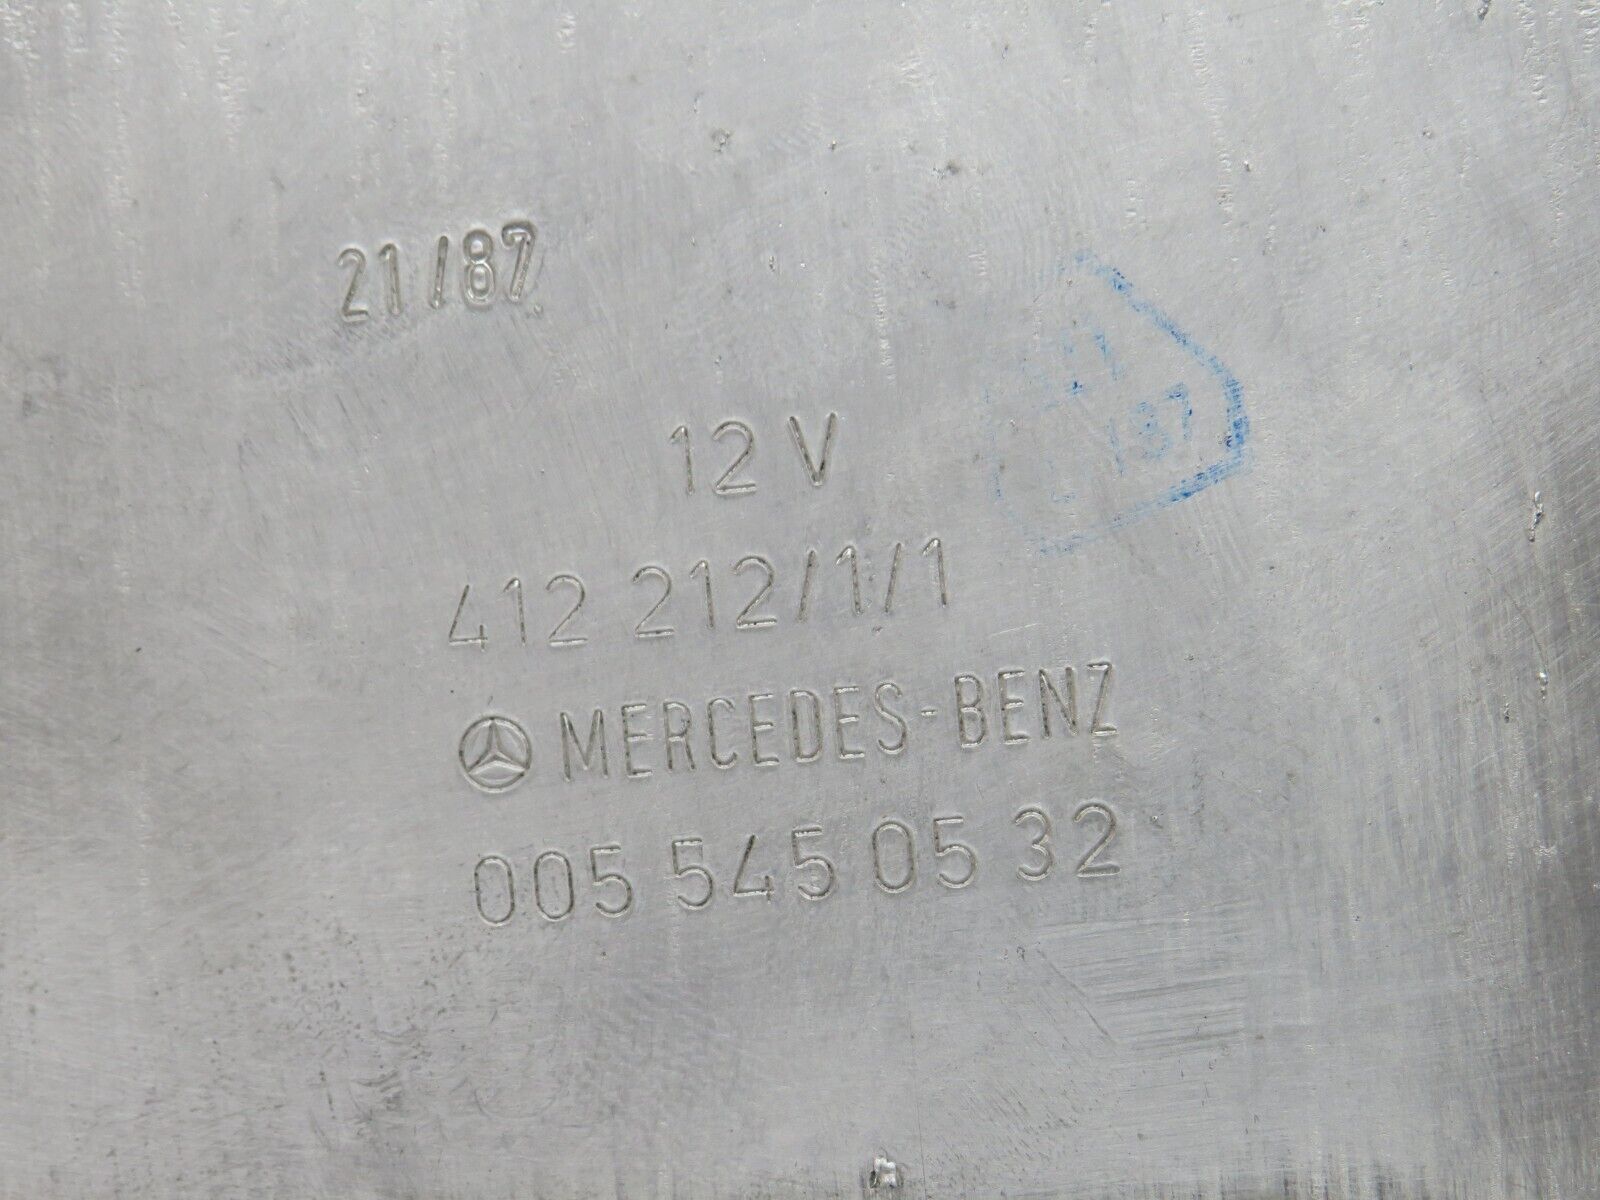 21/87
12 V
412 212/1/1
MERCEDES-BENZ
005 545 05 32